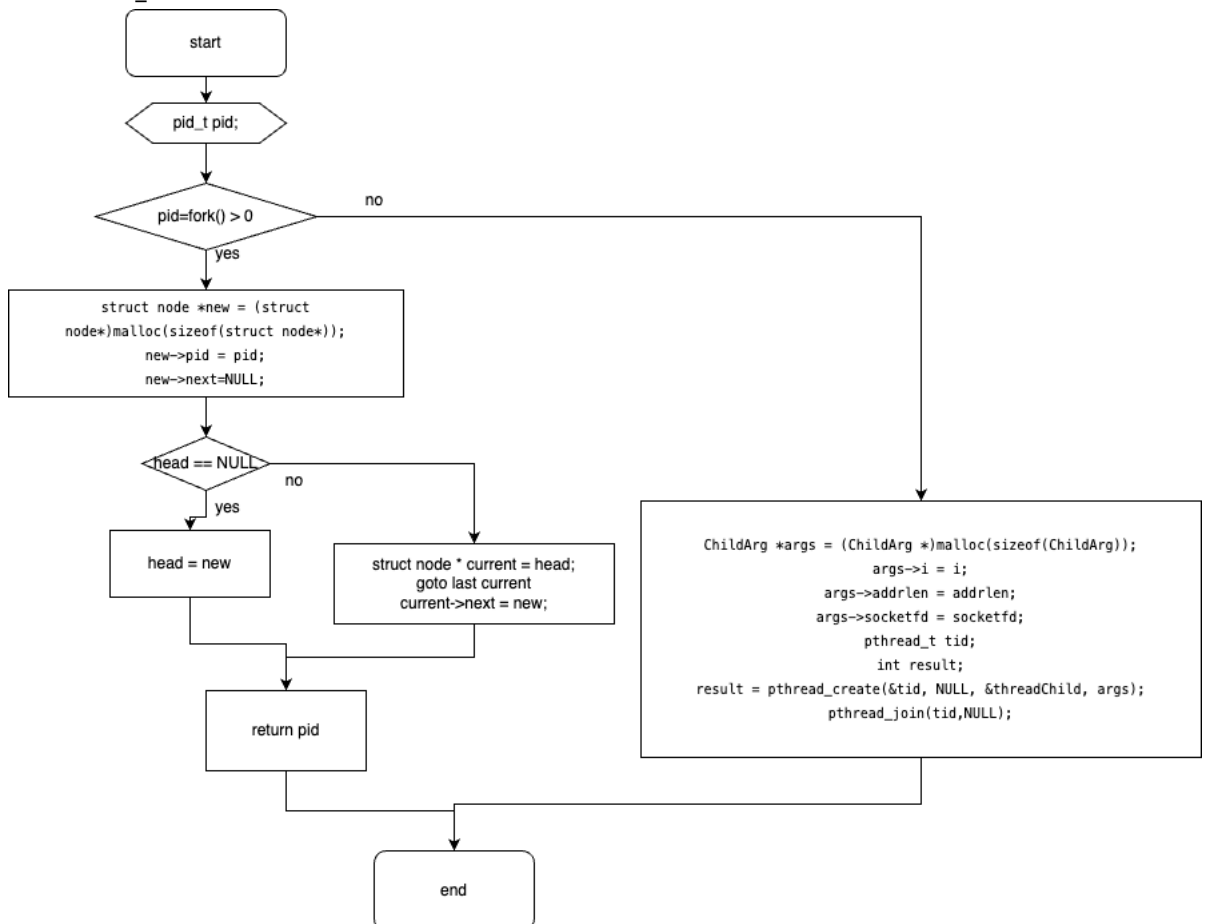 start
pid_t pid;
pid=fork() > 0
no
yes
struct node *new = (struct
node*)malloc(sizeof(struct node*));
new->pid = pid;
new->next=NULL;
head == NULL
no
yes
head = new
struct node * current = head;
goto last current
current->next = new;
return pid
ChildArg *args = (ChildArg *)malloc(sizeof(ChildArg));
args->i = i;
args->addrlen = addrlen;
args->socketfd = socketfd;
pthread_t tid;
int result;
result = pthread_create(&tid, NULL, &threadChild, args);
pthread_join(tid,NULL);
end